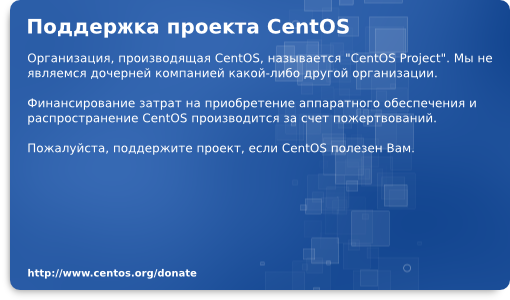 Поддержка проекта CentOS
Организация, производящая CentOS, называется "CentOS Project". Мы не
являемся дочерней компанией какой-либо другой организации.
Финансирование затрат на приобретение аппаратного обеспечения и
распространение CentOS производится за счет пожертвований.
Пожалуйста, поддержите проект, если CentOS полезен Вам.
http://www.centos.org/donate